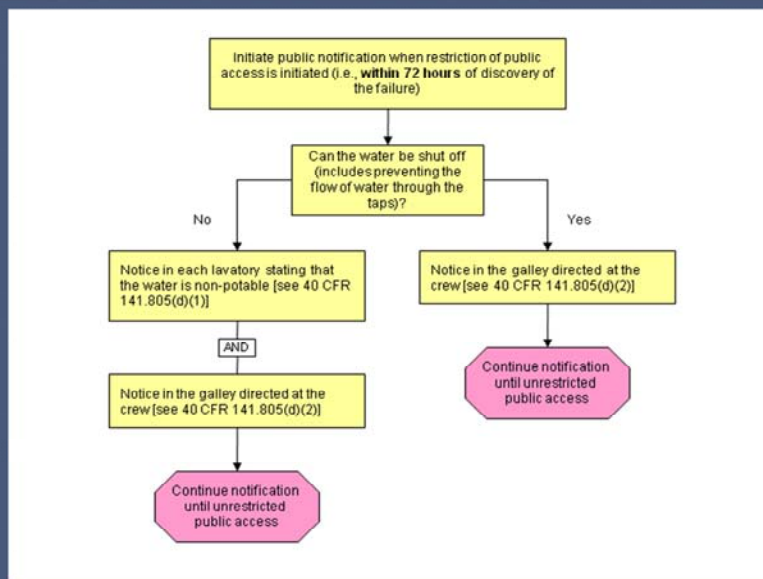 Initiate public notification when restriction of public
access is initiated (i.e., within 72 hours of discovery of
the failure)
Can the water be shut off
(includes preventing the
flow of water through the
taps)?
No
Yes
Notice in each lavatory stating that
the water is non-potable [see 40 CFR
141.805(d)(1)]
AND
Notice in the galley directed at the
crew [see 40 CFR 141.805(d)(2)]
Continue notification
until unrestricted
public access
Notice in the galley directed at the
crew [see 40 CFR 141.805(d)(2)]
Continue notification
until unrestricted
public access